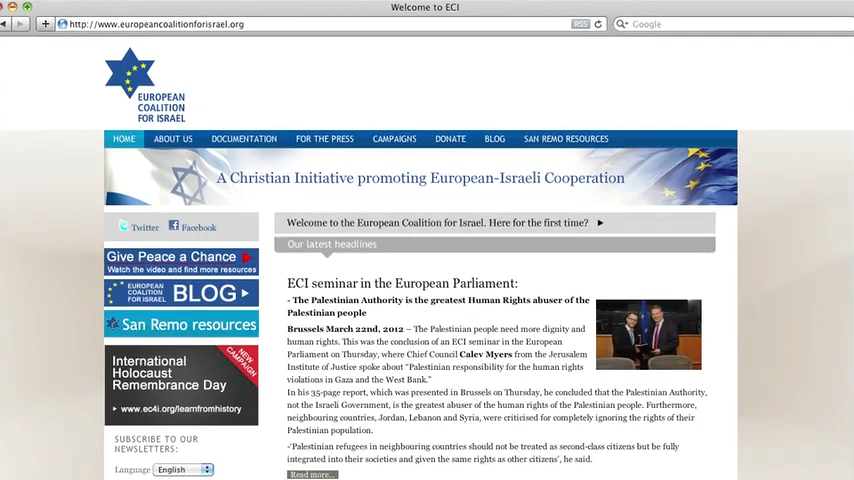 Welcome to ECI
http://www.europeancoalitionforisrael.org
RSS
Google
EUROPEAN
COALITION
FOR ISRAEL
HOME ABOUT US DOCUMENTATION FOR THE PRESS CAMPAIGNS DONATE BLOG SAN REMO RESOURCES
A Christian Initiative promoting European-Israeli Cooperation
Twitter Facebook
Welcome to the European Coalition for Israel. Here for the first time?
Our latest headlines
Give Peace a Chance
Watch the video and find more resources
EUROPEAN
COALITION
FOR ISRAEL
BLOG
San Remo resources
International
Holocaust
Remembrance Day
NEW
CAMPAIGN
www.ec4i.org/learnfromhistory
SUBSCRIBE TO OUR
NEWSLETTERS:
Language English
ECI seminar in the European Parliament:
- The Palestinian Authority is the greatest Human Rights abuser of the
Palestinian people
Brussels March 22nd, 2012 – The Palestinian people need more dignity and
human rights. This was the conclusion of an ECI seminar in the European
Parliament on Thursday, where Chief Council Calev Myers from the Jerusalem
Institute of Justice spoke about "Palestinian responsibility for the human rights
violations in Gaza and the West Bank."
In his 35-page report, which was presented in Brussels on Thursday, he concluded that the Palestinian Authority,
not the Israeli Government, is the greatest abuser of the human rights of the Palestinian people. Furthermore,
neighbouring countries, Jordan, Lebanon and Syria, were criticised for completely ignoring the rights of their
Palestinian population.
-'Palestinian refugees in neighbouring countries should not be treated as second-class citizens but be fully
integrated into their societies and given the same rights as other citizens', he said.
Read more...